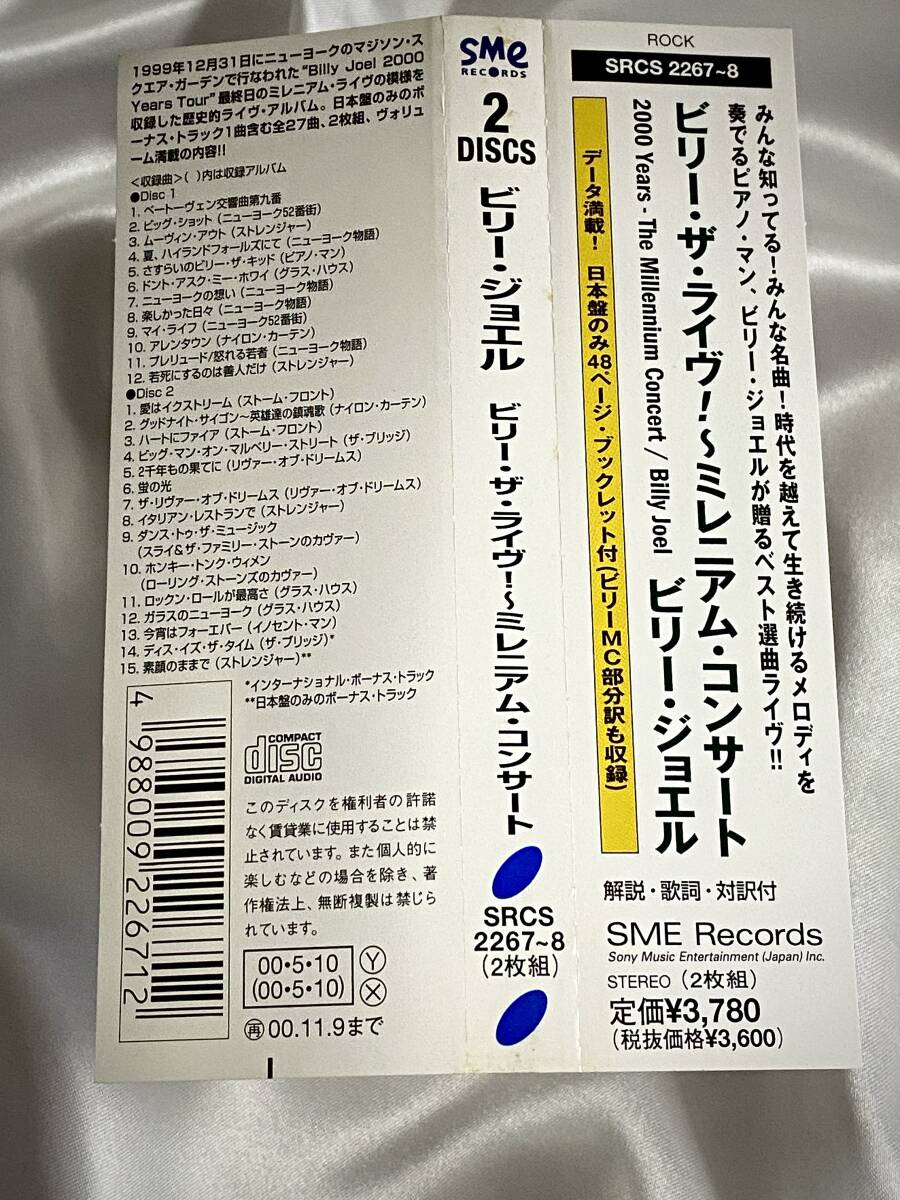 1999年12月31日にニューヨークのマジソン・ス
クエア・ガーデンで行なわれた"Billy Joel 2000
Years Tour"最終日のミレニアム・ライヴの模様を
収録した歴史的ライヴ・アルバム。日本盤のみのボ
ーナス・トラック1曲含む全27曲、2枚組、ヴォリュ
ーム満載の内容!!
<収録曲>( )内は収録アルバム
●Disc 1
1. ベートーヴェン交響曲第九番
2. ビッグ・ショット(ニューヨーク52番街)
3. ムーヴィン・アウト(ストレンジャー)
4. 夏、ハイランドフォールズにて(ニューヨーク物語)
5. さすらいのビリー・ザ・キッド(ピアノ・マン)
6. ドント・アスク・ミー・ホワイ(グラス・ハウス)
7. ニューヨークの想い(ニューヨーク物語)
8. 楽しかった日々(ニューヨーク物語)
9. マイ・ライフ(ニューヨーク52番街)
10. アレンタウン(ナイロン・カーテン)
11. プレリュード/怒れる若者(ニューヨーク物語)
12. 若死にするのは善人だけ(ストレンジャー)
●Disc 2
1. 愛はイクストリーム(ストーム・フロント)
2. グッドナイト・サイゴン〜英雄達の鎮魂歌(ナイロン・カーテン)
3. ハートにファイア(ストーム・フロント)
4. ビッグ・マン・オン・マルベリー・ストリート(ザ・ブリッジ)
5. 2千年もの果てに(リヴァー・オブ・ドリームス)
6. 蛍の光
7. ザ・リヴァー・オブ・ドリームス(リヴァー・オブ・ドリームス)
8. イタリアン・レストランで(ストレンジャー)
9. ダンス・トゥ・ザ・ミュージック
(スライ&ザ・ファミリー・ストーンのカヴァー)
10. ホンキー・トンク・ウィメン
(ローリング・ストーンズのカヴァー)
11. ロックン・ロールが最高さ(グラス・ハウス)
12. ガラスのニューヨーク(グラス・ハウス)
13. 今宵はフォーエバー(イノセント・マン)
14. ディス・イズ・ザ・タイム(ザ・ブリッジ)*
15. 素顔のままで(ストレンジャー)**
*インターナショナル・ボーナス・トラック
**日本盤のみのボーナス・トラック
4 988009 226712
COMPACT
disc
DIGITAL AUDIO
このディスクを権利者の許諾
なく賃貸業に使用することは禁
止されています。また個人的に
楽しむなどの場合を除き、著
作権法上、無断複製は禁じら
れています。
00・5・10 Y
(00・5・10) X
再 00.11.9まで
sme
RECORDS
2
DISCS
ビリー・ジョエル ビリー・ザ・ライヴ!〜ミレニアム・コンサート
SRCS
2267~8
(2枚組)
ROCK
SRCS 2267~8
みんな知ってる!みんな名曲!時代を越えて生き続けるメロディを
奏でるピアノ・マン、ビリー・ジョエルが贈るベスト選曲ライヴ!!
ビリー・ザ・ライヴ!〜ミレニアム・コンサート ビリー・ジョエル
2000 Years - The Millennium Concert / Billy Joel
データ満載! 日本盤のみ48ページ・ブックレット付(ビリーMC部分訳も収録)
解説・歌詞・対訳付
SME Records
Sony Music Entertainment (Japan) Inc.
STEREO (2枚組)
定価¥3,780
(税抜価格¥3,600)